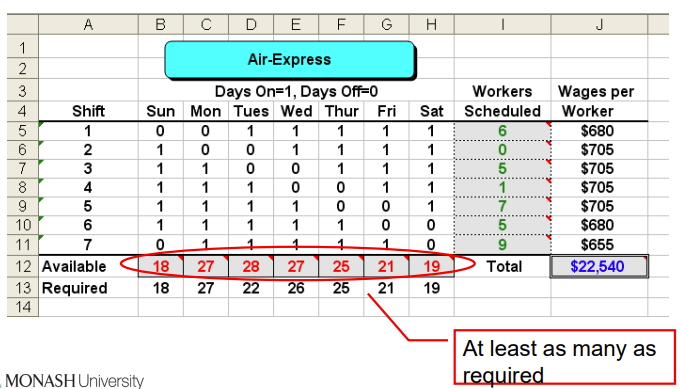 A B C D E F G H I J
1
Air-Express
2
3 Days On=1, Days Off=0 Workers Wages per
4 Shift Sun Mon Tues Wed Thur Fri Sat Scheduled Worker
5 1 0 0 1 1 1 1 1 6 $680
6 2 1 0 0 1 1 1 1 0 $705
7 3 1 1 0 0 1 1 1 5 $705
8 4 1 1 1 0 0 1 1 1 $705
9 5 1 1 1 1 0 0 1 7 $705
10 6 1 1 1 1 1 0 0 5 $680
11 7 0 1 1 1 1 1 0 9 $655
12 Available 18 27 28 27 25 21 19 Total $22,540
13 Required 18 27 22 26 25 21 19
14
At least as many as
required
MONASH University